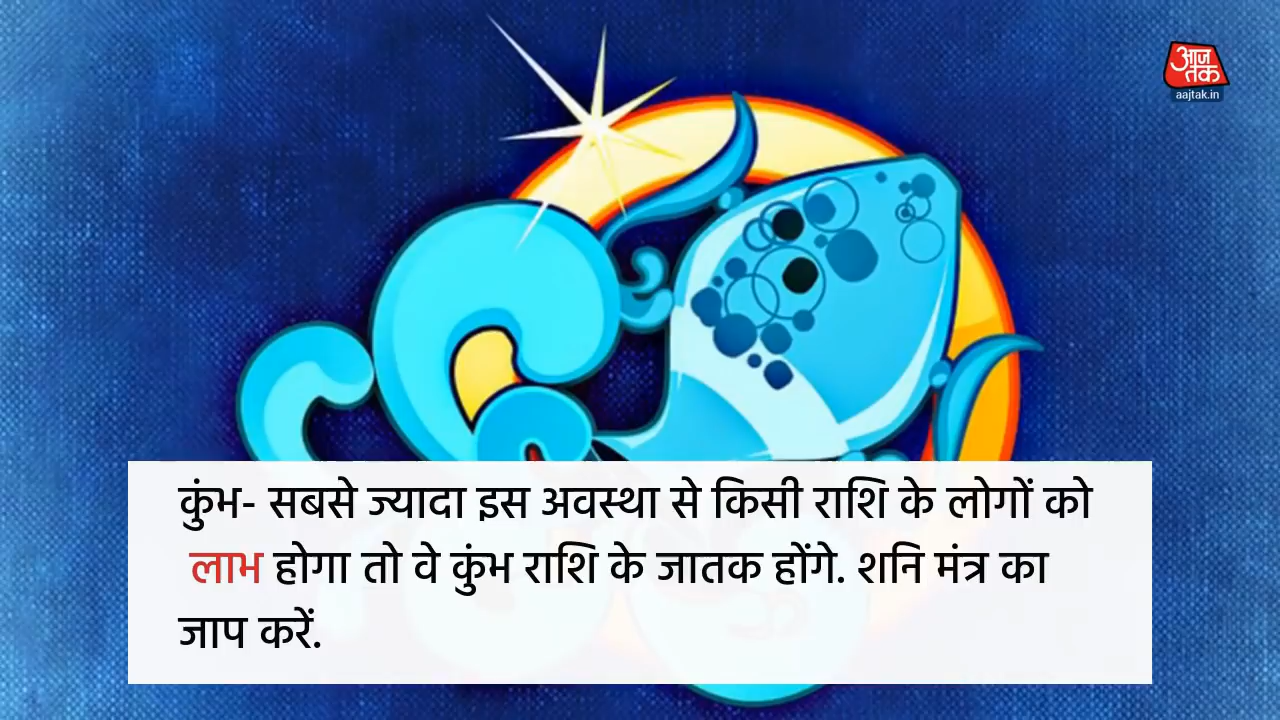 आज
तक
aajtak.in
कुंभ- सबसे ज्यादा इस अवस्था से किसी राशि के लोगों को
लाभ होगा तो वे कुंभ राशि के जातक होंगे. शनि मंत्र का
जाप करें.